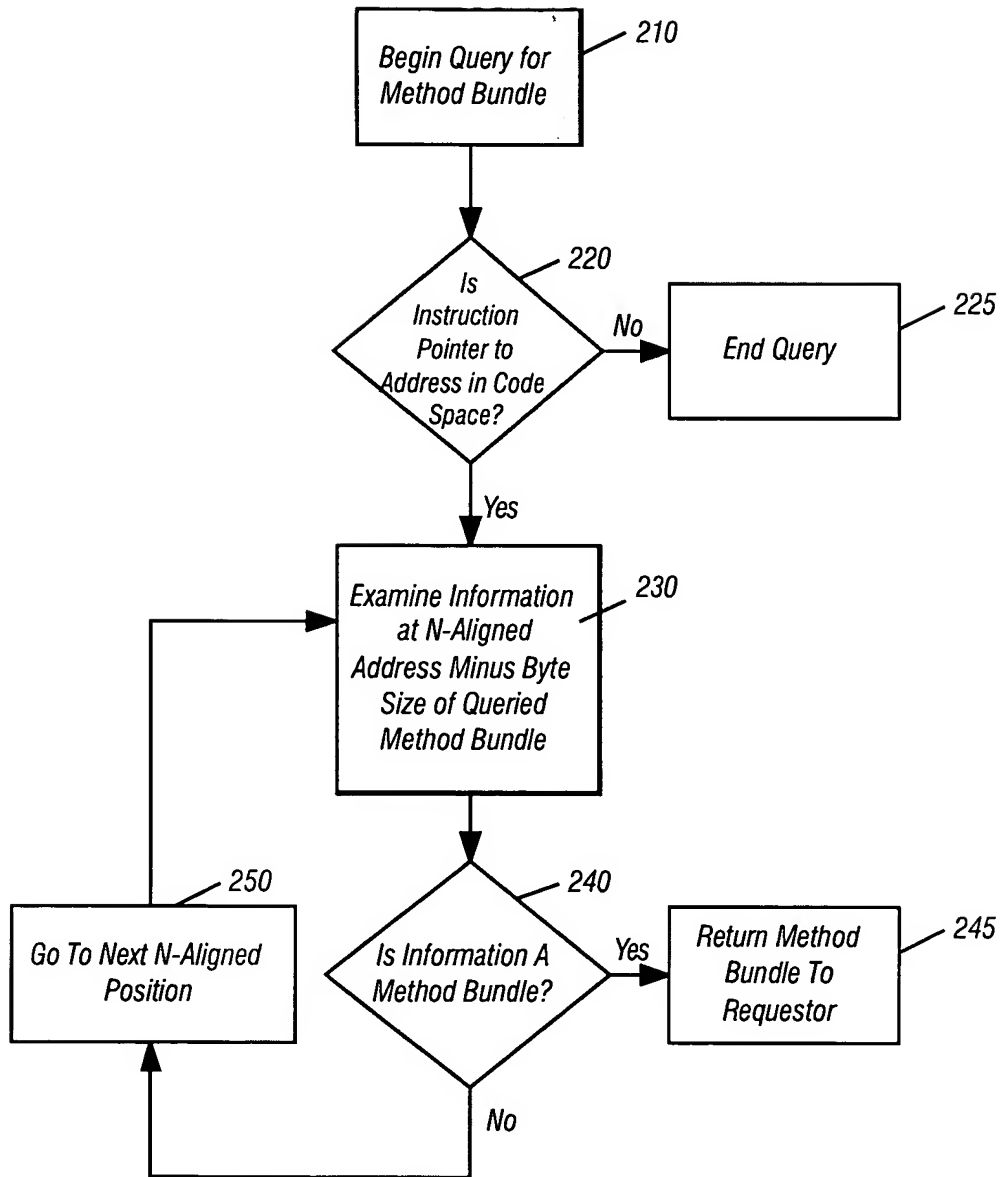 210
Begin Query for
Method Bundle
220
Is
Instruction
Pointer to
Address in Code
Space?
No
225
End Query
Yes
230
Examine Information
at N-Aligned
Address Minus Byte
Size of Queried
Method Bundle
250
Go To Next N-Aligned
Position
240
Is Information A
Method Bundle?
Yes
245
Return Method
Bundle To
Requestor
No